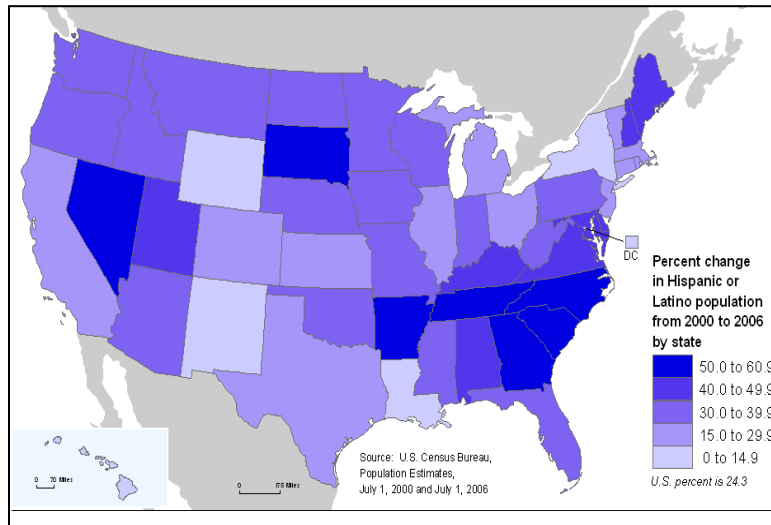 DC
Percent change
in Hispanic or
Latino population
from 2000 to 2006
by state
50.0 to 60.9
40.0 to 49.9
30.0 to 39.9
15.0 to 29.9
0 to 14.9
U.S. percent is 24.3
Source: U.S. Census Bureau,
Population Estimates,
July 1, 2000 and July 1, 2006
0 70 Miles
0 175 Miles